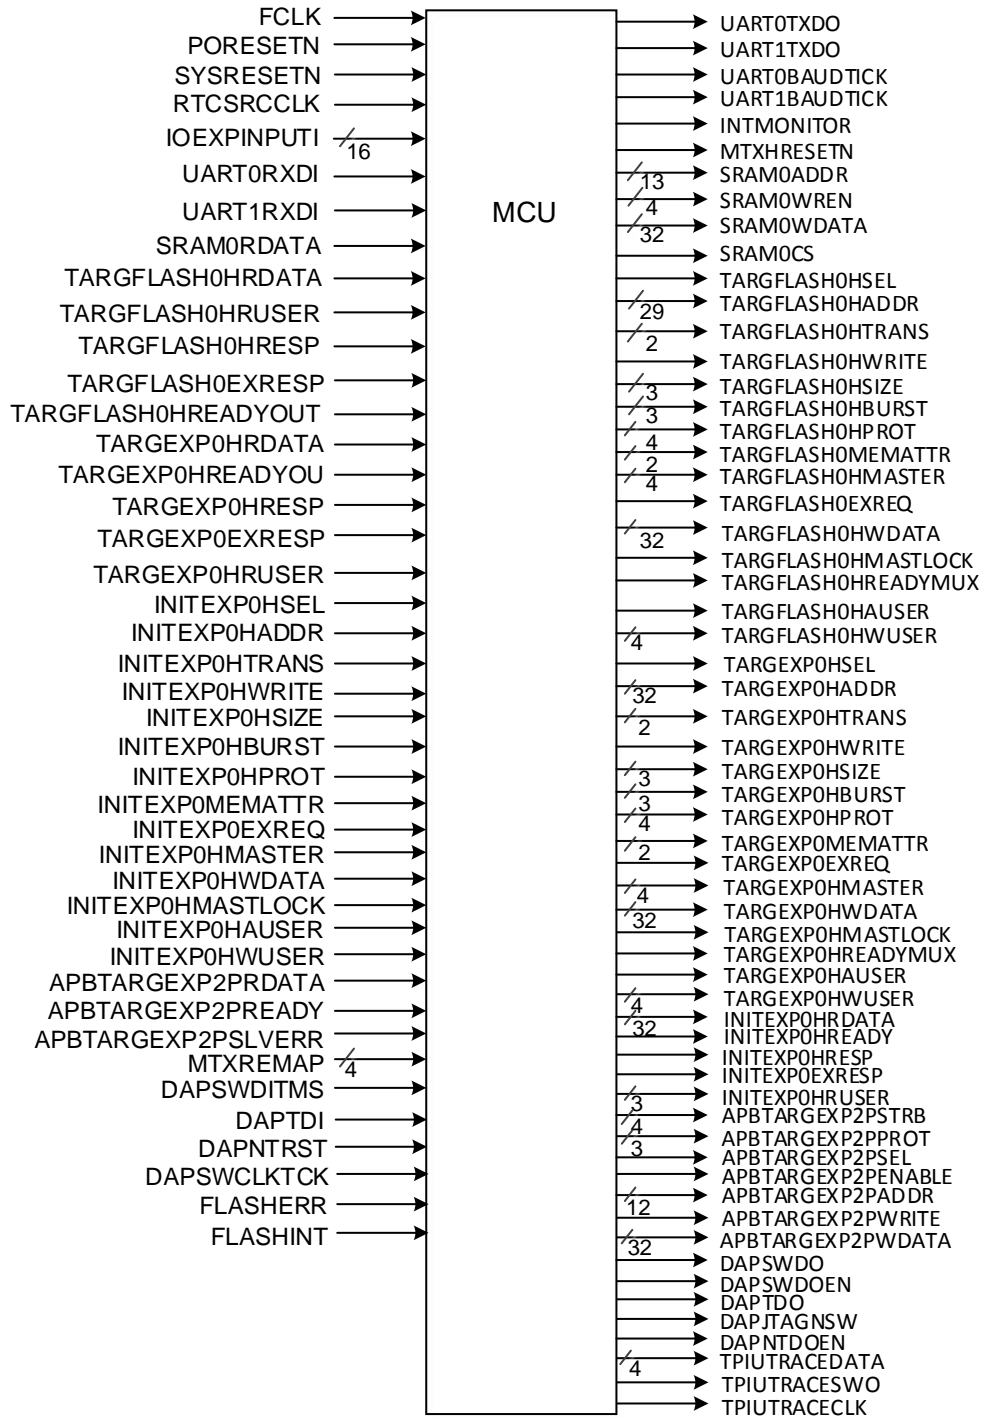 FCLK
PORESETN
SYSRESETN
RTCSRCCLK
IOEXPINPUTI
16
UART0RXDI
UART1RXDI
SRAM0RDATA
TARGFLASH0HRDATA
TARGFLASH0HRUSER
TARGFLASH0HRESP
TARGFLASH0EXRESP
TARGFLASH0HREADYOUT
TARGEXP0HRDATA
TARGEXP0HREADYOU
TARGEXP0HRESP
TARGEXP0EXRESP
TARGEXP0HRUSER
INITEXP0HSEL
INITEXP0HADDR
INITEXP0HTRANS
INITEXP0HWRITE
INITEXP0HSIZE
INITEXP0HBURST
INITEXP0HPROT
INITEXP0MEMATTR
INITEXP0EXREQ
INITEXP0HMASTER
INITEXP0HWDATA
INITEXP0HMASTLOCK
INITEXP0HAUSER
INITEXP0HWUSER
APBTARGEXP2PRDATA
APBTARGEXP2PREADY
APBTARGEXP2PSLVERR
MTXREMAP
4
DAPSWDITMS
DAPTDI
DAPNTRST
DAPSWCLKTCK
FLASHERR
FLASHINT
MCU
UART0TXDO
UART1TXDO
UART0BAUDTICK
UART1BAUDTICK
INTMONITOR
MTXHRESETN
13 SRAM0ADDR
4 SRAM0WREN
32 SRAM0WDATA
SRAM0CS
TARGFLASH0HSEL
29 TARGFLASH0HADDR
2 TARGFLASH0HTRANS
TARGFLASH0HWRITE
3 TARGFLASH0HSIZE
3 TARGFLASH0HBURST
4 TARGFLASH0HPROT
2 TARGFLASH0MEMATTR
4 TARGFLASH0HMASTER
TARGFLASH0EXREQ
32 TARGFLASH0HWDATA
TARGFLASH0HMASTLOCK
TARGFLASH0HREADYMUX
TARGFLASH0HAUSER
4 TARGFLASH0HWUSER
TARGEXP0HSEL
32 TARGEXP0HADDR
2 TARGEXP0HTRANS
TARGEXP0HWRITE
3 TARGEXP0HSIZE
3 TARGEXP0HBURST
4 TARGEXP0HPROT
2 TARGEXP0MEMATTR
TARGEXP0EXREQ
4 TARGEXP0HMASTER
32 TARGEXP0HWDATA
TARGEXP0HMASTLOCK
TARGEXP0HREADYMUX
TARGEXP0HAUSER
4 TARGEXP0HWUSER
32 INITEXP0HRDATA
INITEXP0HREADY
INITEXP0HRESP
INITEXP0EXRESP
3 INITEXP0HRUSER
4 APBTARGEXP2PSTRB
3 APBTARGEXP2PPROT
APBTARGEXP2PSEL
APBTARGEXP2PENABLE
12 APBTARGEXP2PADDR
APBTARGEXP2PWRITE
32 APBTARGEXP2PWDATA
DAPSWDO
DAPSWDOEN
DAPTDO
DAPJTAGNSW
DAPNTDOEN
4 TPIUTRACEDATA
TPIUTRACESWO
TPIUTRACECLK